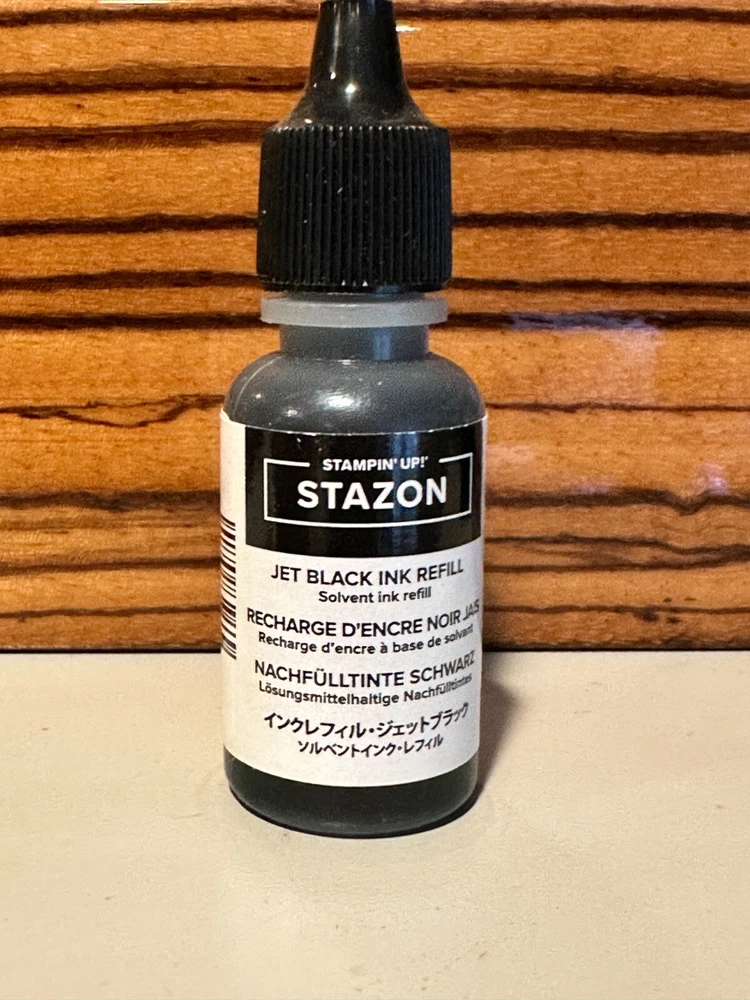 STAMPIN' UP!®
STAZON
JET BLACK INK REFILL
Solvent ink refill
RECHARGE D'ENCRE NOIR JAIS
Recharge d'encre à base de solvant
NACHFÜLLTINTE SCHWARZ
Lösungsmittelhaltige Nachfülltintes
インクレフィル・ジェットブラック
ソルベントインク・レフィル